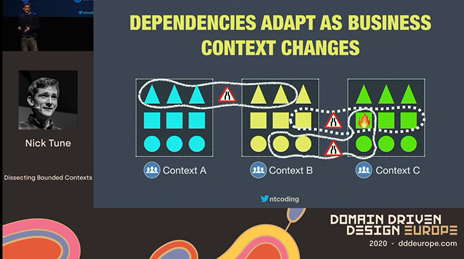 ntcoding
DEPENDENCIES ADAPT AS BUSINESS
CONTEXT CHANGES
Nick Tune
Dissecting Bounded Contexts
Context A
Context B
Context C
ntcoding
DOMAIN DRIVEN
DESIGN EUROPE
2020 - dddeurope.com